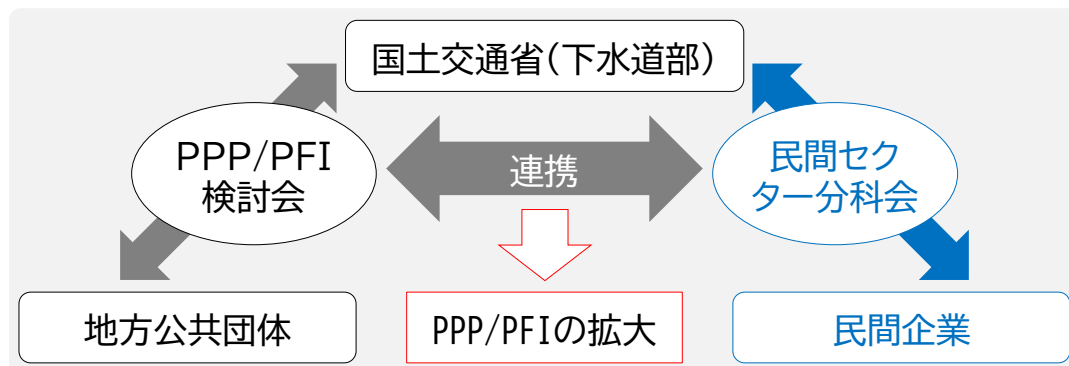 国土交通省(下水道部)
PPP/PFI
検討会
連携
民間セク
ター分科会
地方公共団体
PPP/PFIの拡大
民間企業